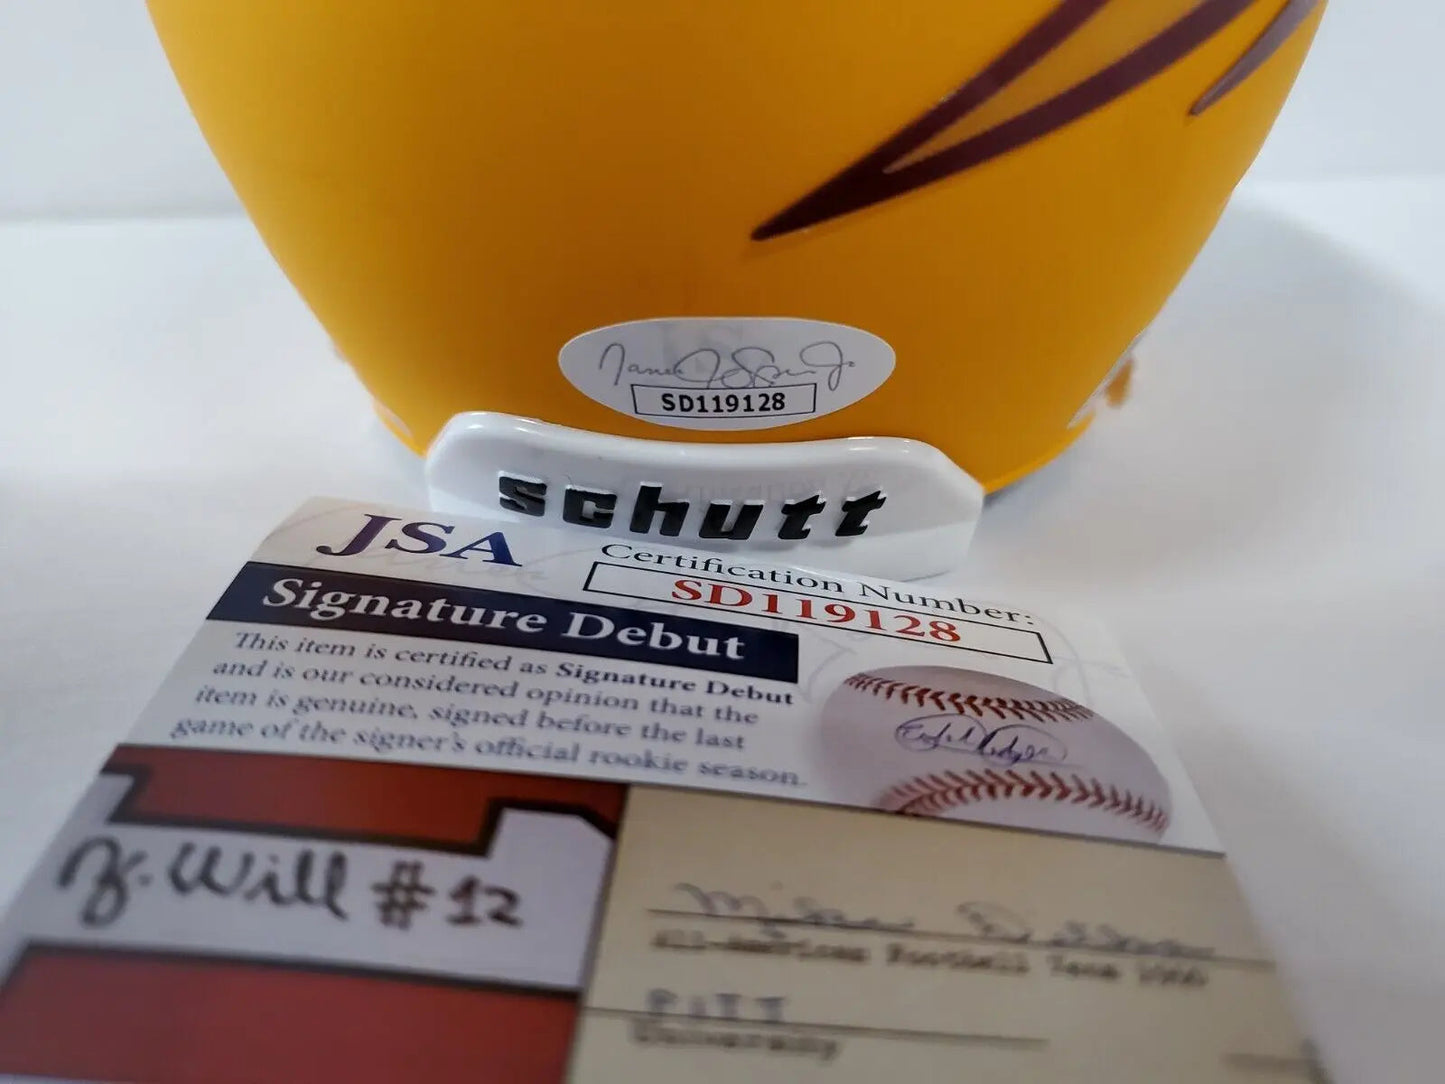 SD119128
schutt
JSA
Certification Number:
SD119128
Signature Debut
This item is certified as Signature Debut
and is our considered opinion that the
item is genuine, signed before the last
game of the signer's official rookie season.
Will #12
All-American Football Team
PITT
University